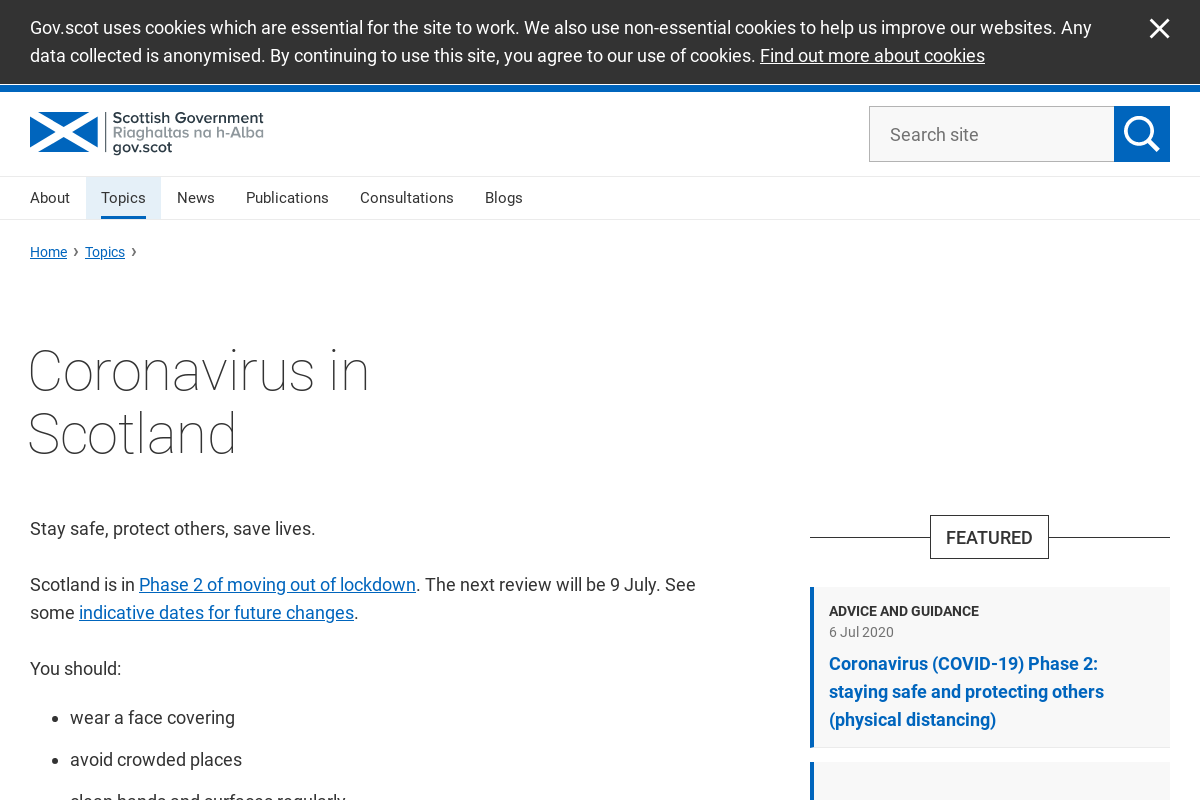 Gov.scot uses cookies which are essential for the site to work. We also use non-essential cookies to help us improve our websites. Any
data collected is anonymised. By continuing to use this site, you agree to our use of cookies. Find out more about cookies
Scottish Government
Riaghaltas na h-Alba
gov.scot
Search site
About Topics News Publications Consultations Blogs
Home › Topics ›
Coronavirus in
Scotland
Stay safe, protect others, save lives.
Scotland is in Phase 2 of moving out of lockdown. The next review will be 9 July. See
some indicative dates for future changes.
You should:
• wear a face covering
• avoid crowded places
• clean hands and surfaces regularly
FEATURED
ADVICE AND GUIDANCE
6 Jul 2020
Coronavirus (COVID-19) Phase 2:
staying safe and protecting others
(physical distancing)